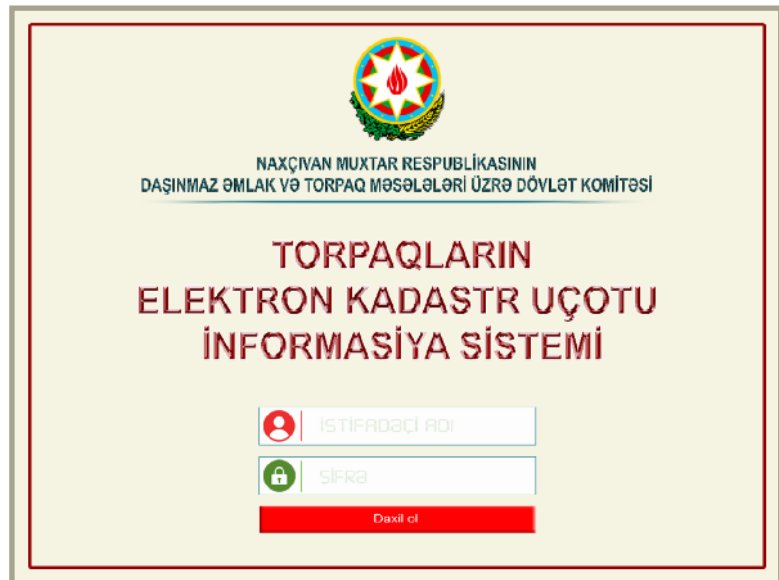 NAXÇIVAN MUXTAR RESPUBLİKASININ
DAŞINMAZ ƏMLAK VƏ TORPAQ MƏSƏLƏLƏRİ ÜZRƏ DÖVLƏT KOMİTƏSİ
TORPAQLARIN
ELEKTRON KADASTR UÇOTU
İNFORMASİYA SİSTEMİ
İSTİFADƏÇİ ADI
ŞİFRƏ
Daxil ol